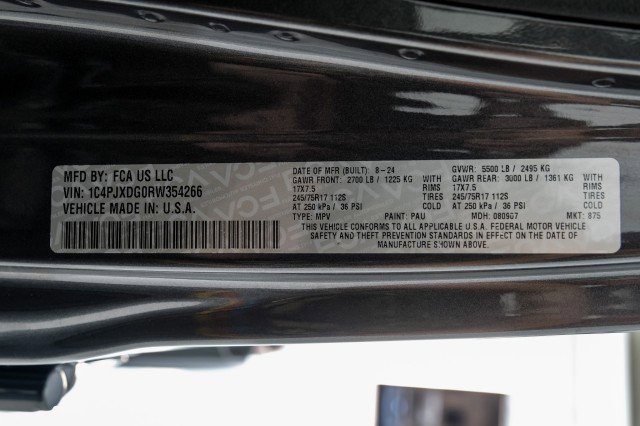 MFD BY: FCA US LLC
VIN: 1C4PJXDG0RW354266
VEHICLE MADE IN: U.S.A.
DATE OF MFR (BUILT): 8-24 GVWR: 5500 LB / 2495 KG
GAWR FRONT: 2700 LB / 1225 KG WITH GAWR REAR: 3000 LB / 1361 KG WITH
17X7.5 RIMS 17X7.5 RIMS
245/75R17 112S TIRES 245/75R17 112S TIRES
AT 250 kPa / 36 PSI COLD AT 250 kPa / 36 PSI COLD
TYPE: MPV PAINT: PAU MDH: 080907 MKT: 875
THIS VEHICLE CONFORMS TO ALL APPLICABLE U.S.A. FEDERAL MOTOR VEHICLE
SAFETY AND THEFT PREVENTION STANDARDS IN EFFECT ON THE DATE OF
MANUFACTURE SHOWN ABOVE.